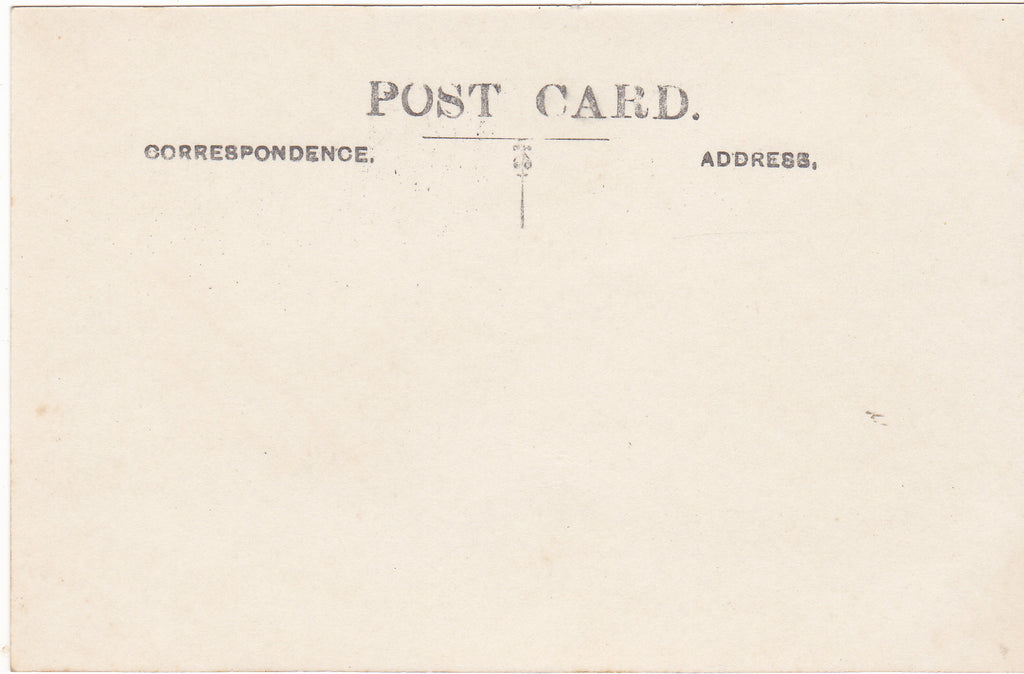 POST CARD.
CORRESPONDENCE.
ADDRESS.